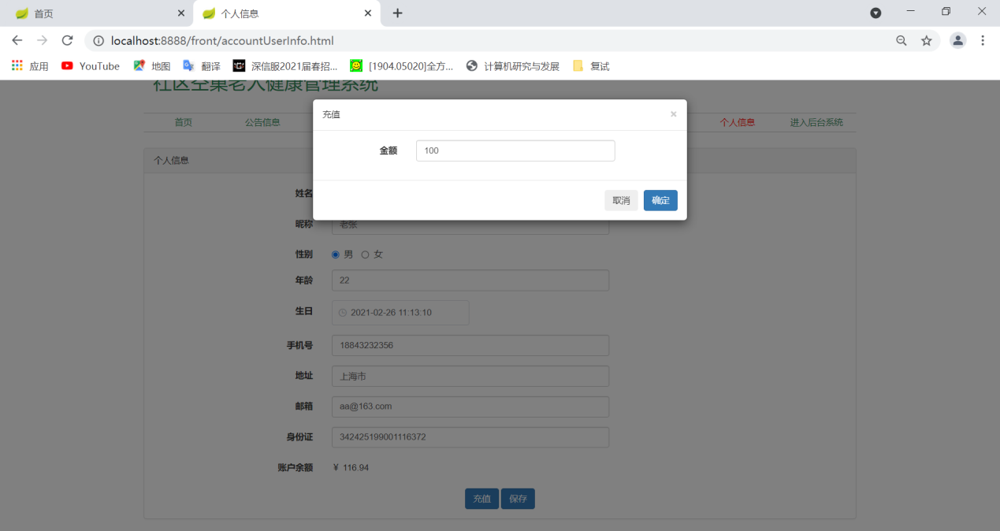 首页
个人信息
localhost:8888/front/accountUserInfo.html
应用 YouTube 地图 翻译 深信服2021届春招... [1904.05020]全方... 计算机研究与发展 复试
社区空巢老人健康管理系统
首页 公告信息 个人信息 进入后台系统
充值
金额 100
取消 确定
个人信息
姓名
昵称 老张
性别 男 女
年龄 22
生日 2021-02-26 11:13:10
手机号 18843232356
地址 上海市
邮箱 aa@163.com
身份证 342425199001116372
账户余额 ¥ 116.94
充值 保存